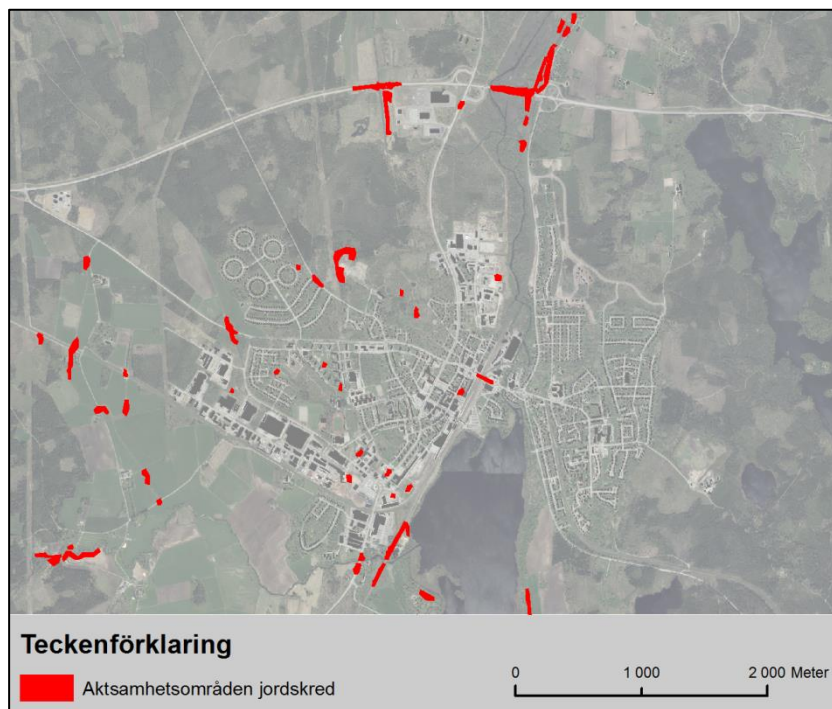 Teckenförklaring
Aktsamhetsområden jordskred
0 1 000 2 000 Meter